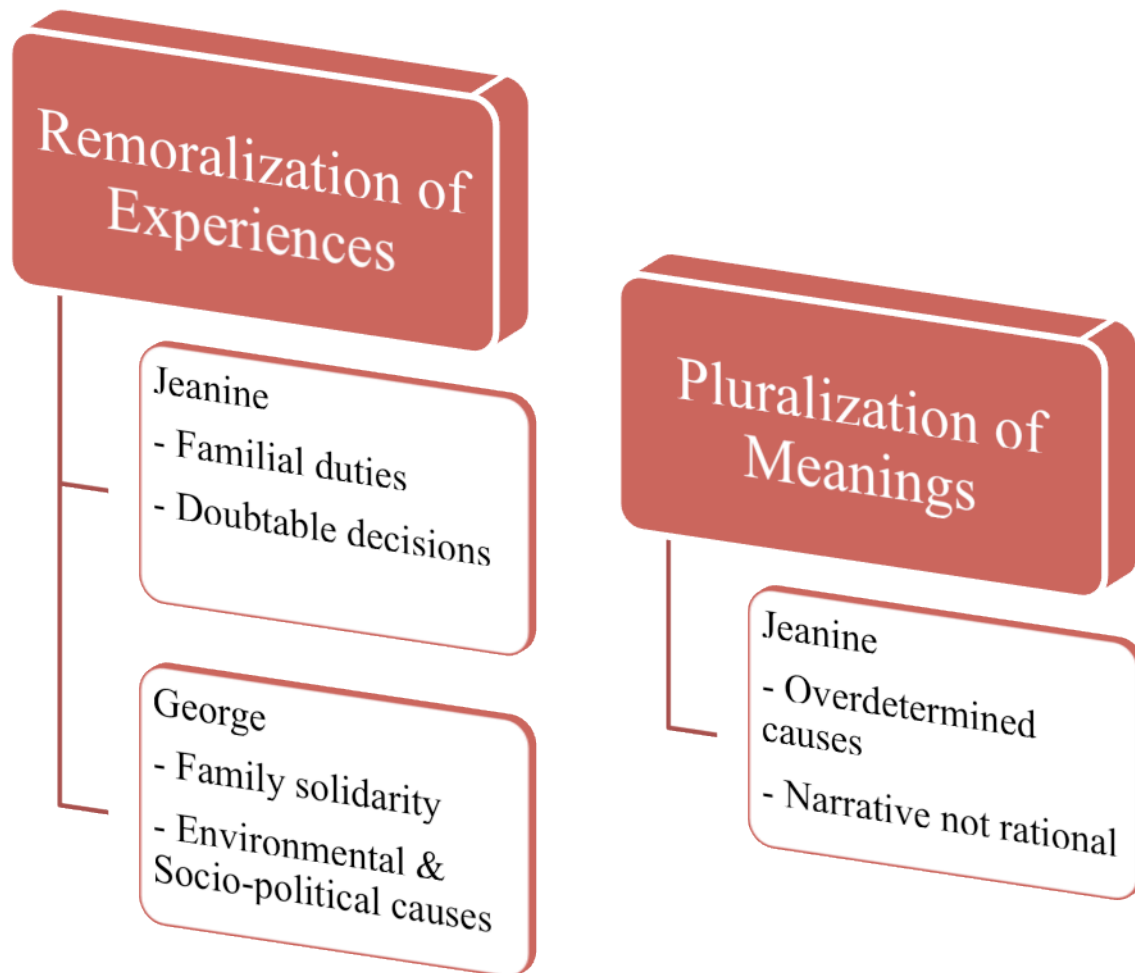 Remoralization of
Experiences
Jeanine
- Familial duties
- Doubtable decisions
George
- Family solidarity
- Environmental &
Socio-political causes
Pluralization of
Meanings
Jeanine
- Overdetermined
causes
- Narrative not rational